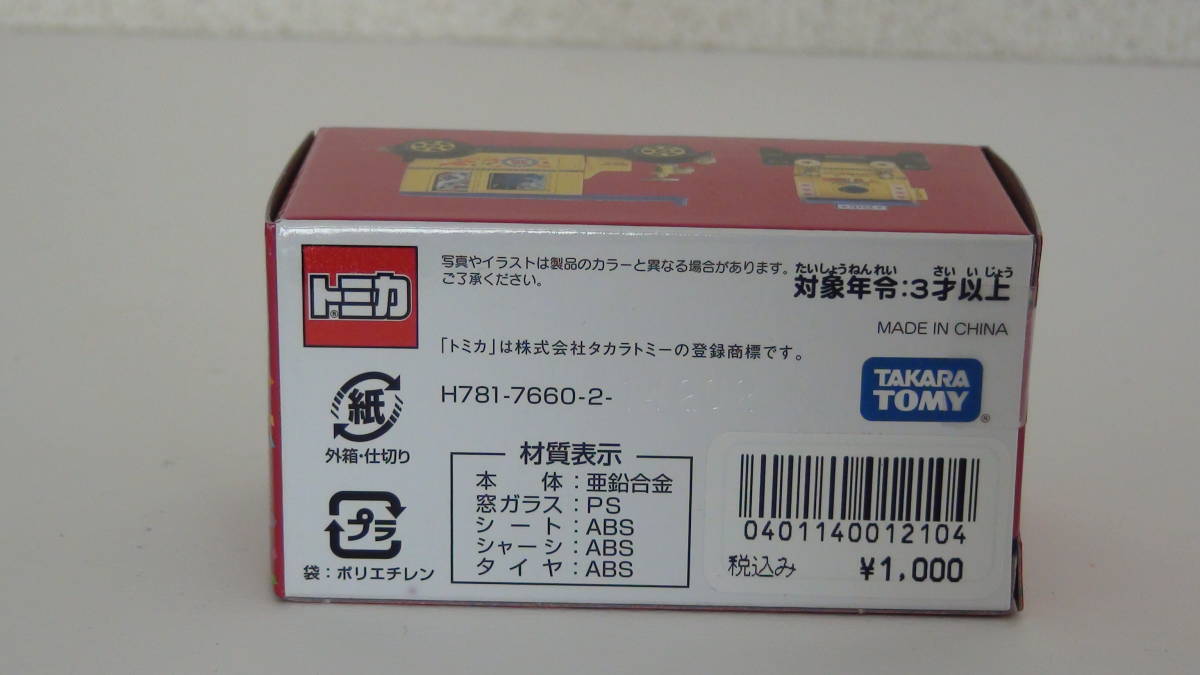 トミカ®
写真やイラストは製品のカラーと異なる場合があります。
ご了承ください。
たいしょうねんれい さい いじょう
対象年令:3才以上
MADE IN CHINA
「トミカ」は株式会社タカラトミーの登録商標です。
TAKARA
TOMY®
H781-7660-2-
紙
外箱・仕切り
プラ
袋:ポリエチレン
材質表示
本体:亜鉛合金
窓ガラス:PS
シート:ABS
シャーシ:ABS
タイヤ:ABS
0401140012104
税込み ¥1,000